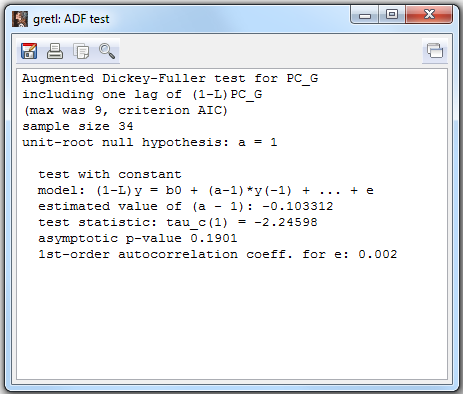 gretl: ADF test
Augmented Dickey-Fuller test for PC_G
including one lag of (1-L)PC_G
(max was 9, criterion AIC)
sample size 34
unit-root null hypothesis: a = 1
test with constant
model: (1-L)y = b0 + (a-1)*y(-1) + ... + e
estimated value of (a - 1): -0.103312
test statistic: tau_c(1) = -2.24598
asymptotic p-value 0.1901
1st-order autocorrelation coeff. for e: 0.002